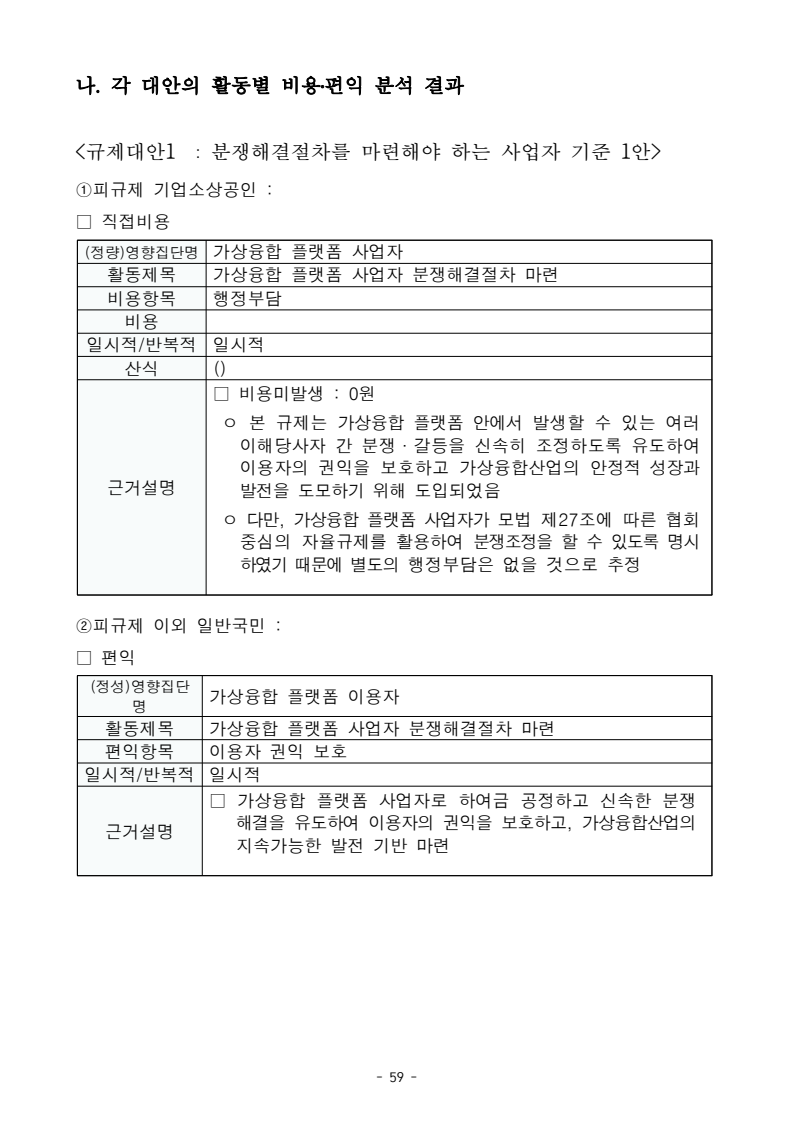 나. 각 대안의 활동별 비용·편익 분석 결과
<규제대안1 : 분쟁해결절차를 마련해야 하는 사업자 기준 1안>
①피규제 기업소상공인 :
□ 직접비용
(정량)영향집단명 가상융합 플랫폼 사업자
활동제목 가상융합 플랫폼 사업자 분쟁해결절차 마련
비용항목 행정부담
비용
일시적/반복적 일시적
산식 ()
근거설명
□ 비용미발생 : 0원
ㅇ 본 규제는 가상융합 플랫폼 안에서 발생할 수 있는 여러
이해당사자 간 분쟁·갈등을 신속히 조정하도록 유도하여
이용자의 권익을 보호하고 가상융합산업의 안정적 성장과
발전을 도모하기 위해 도입되었음
ㅇ 다만, 가상융합 플랫폼 사업자가 모법 제27조에 따른 협회
중심의 자율규제를 활용하여 분쟁조정을 할 수 있도록 명시
하였기 때문에 별도의 행정부담은 없을 것으로 추정
②피규제 이외 일반국민 :
□ 편익
(정성)영향집단
명
가상융합 플랫폼 이용자
활동제목 가상융합 플랫폼 사업자 분쟁해결절차 마련
편익항목 이용자 권익 보호
일시적/반복적 일시적
근거설명
□ 가상융합 플랫폼 사업자로 하여금 공정하고 신속한 분쟁
해결을 유도하여 이용자의 권익을 보호하고, 가상융합산업의
지속가능한 발전 기반 마련
- 59 -